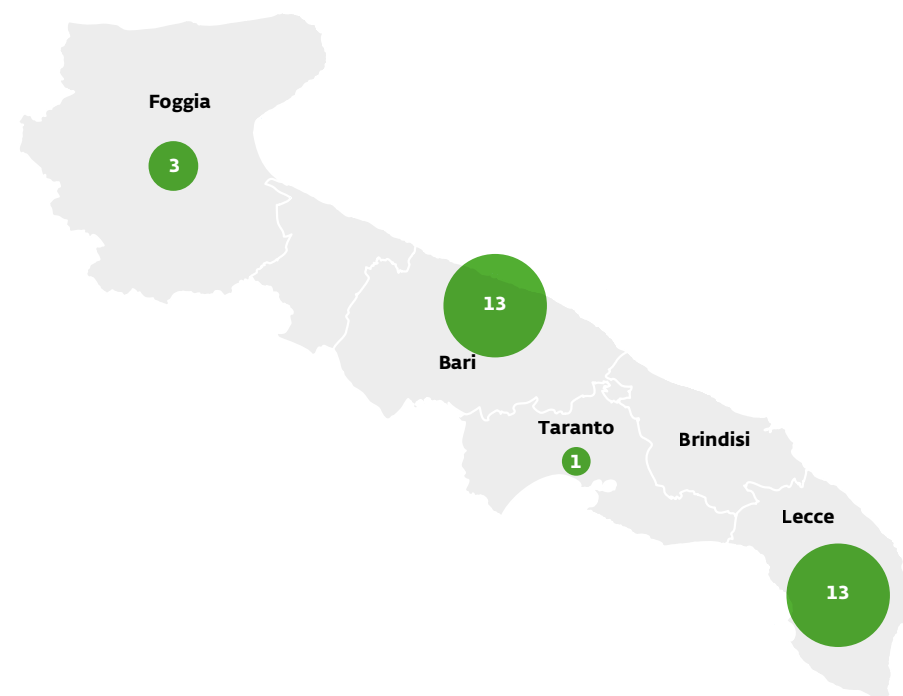 Foggia
3
13
Bari
Taranto
1
Brindisi
Lecce
13